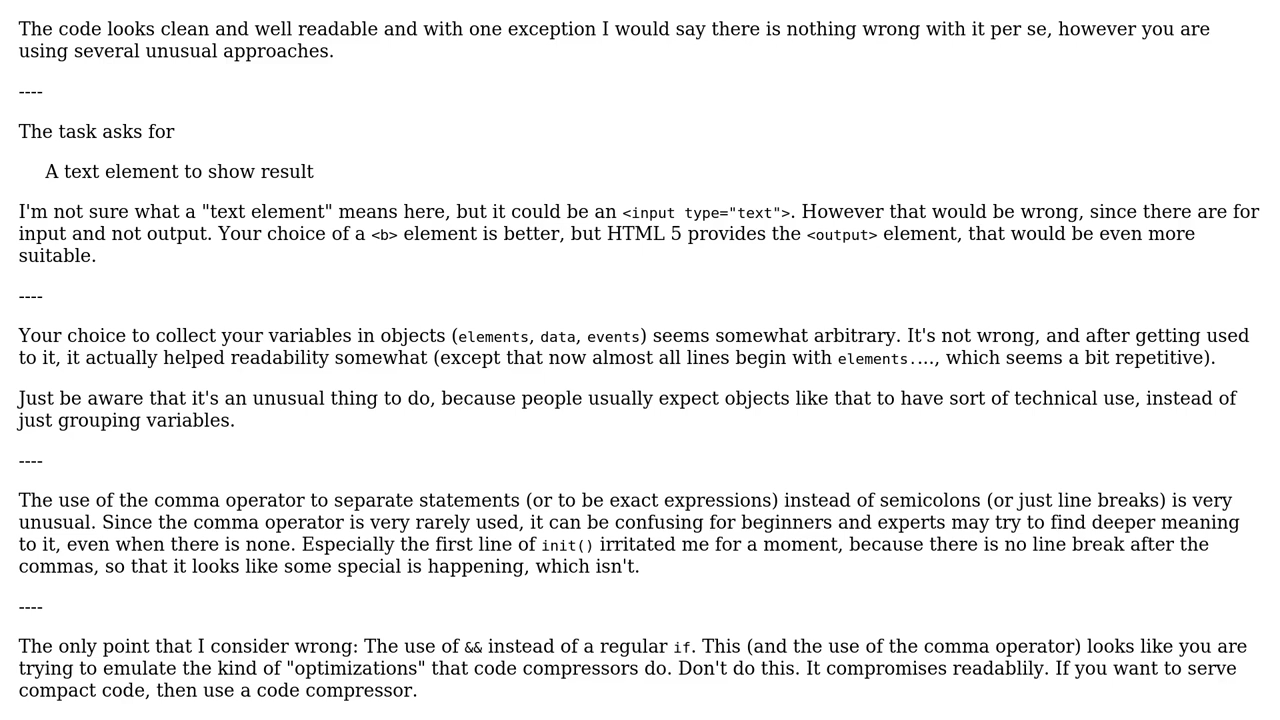 The code looks clean and well readable and with one exception I would say there is nothing wrong with it per se, however you are
using several unusual approaches.
----
The task asks for
A text element to show result
I'm not sure what a "text element" means here, but it could be an <input type="text">. However that would be wrong, since there are for
input and not output. Your choice of a <b> element is better, but HTML 5 provides the <output> element, that would be even more
suitable.
----
Your choice to collect your variables in objects (elements, data, events) seems somewhat arbitrary. It's not wrong, and after getting used
to it, it actually helped readability somewhat (except that now almost all lines begin with elements...., which seems a bit repetitive).
Just be aware that it's an unusual thing to do, because people usually expect objects like that to have sort of technical use, instead of
just grouping variables.
----
The use of the comma operator to separate statements (or to be exact expressions) instead of semicolons (or just line breaks) is very
unusual. Since the comma operator is very rarely used, it can be confusing for beginners and experts may try to find deeper meaning
to it, even when there is none. Especially the first line of init() irritated me for a moment, because there is no line break after the
commas, so that it looks like some special is happening, which isn't.
----
The only point that I consider wrong: The use of && instead of a regular if. This (and the use of the comma operator) looks like you are
trying to emulate the kind of "optimizations" that code compressors do. Don't do this. It compromises readablily. If you want to serve
compact code, then use a code compressor.